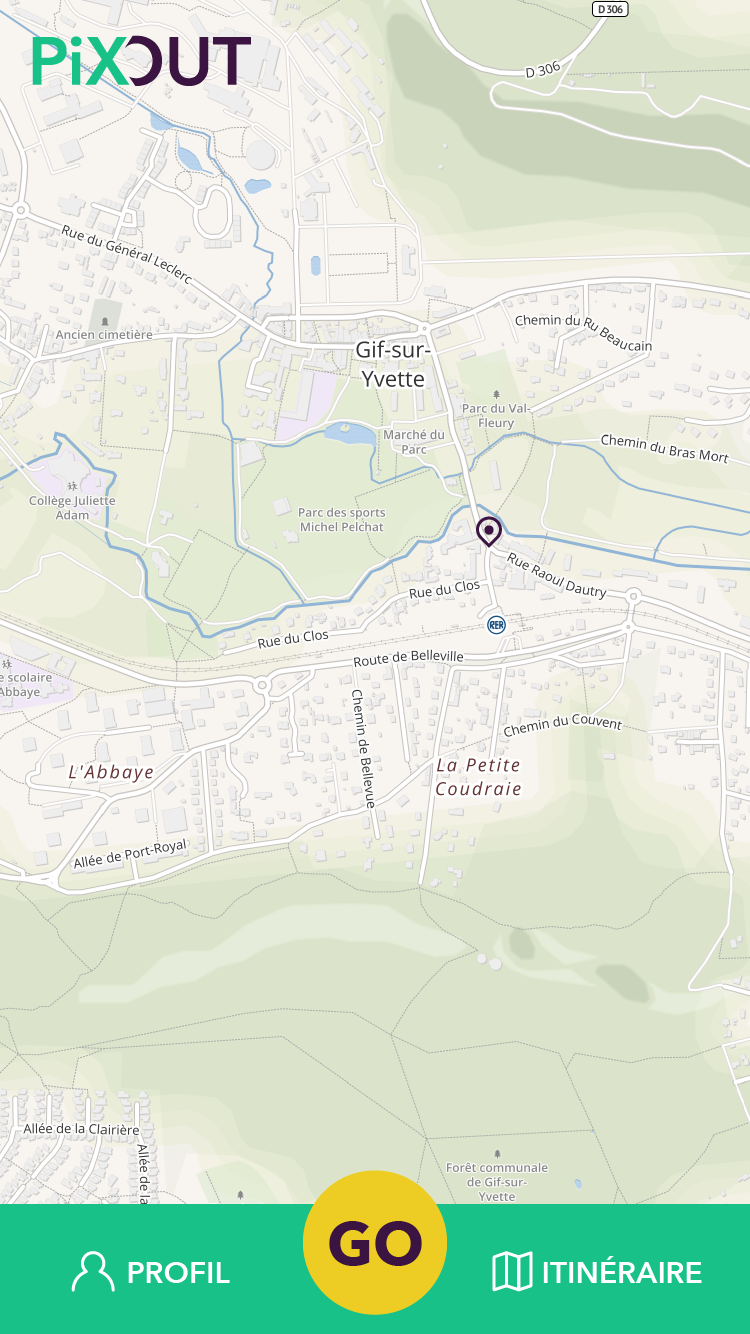 D 306
D 306
PiXOUT
Rue du Général Leclerc
Ancien cimetière
Chemin du Ru Beaucain
Gif-sur-
Yvette
Parc du Val-
Fleury
Marché du
Parc
Chemin du Bras Mort
Collège Juliette
Adam
Parc des sports
Michel Pelchat
Rue Raoul Dautry
Rue du Clos
RER
Rue du Clos
Route de Belleville
e scolaire
Abbaye
Chemin de Bellevue
Chemin du Couvent
L'Abbaye
La Petite
Coudraie
Allée de Port-Royal
Allée de la Clairière
Allée de la
Forêt communale
de Gif-sur-
Yvette
GO
PROFIL
ITINÉRAIRE